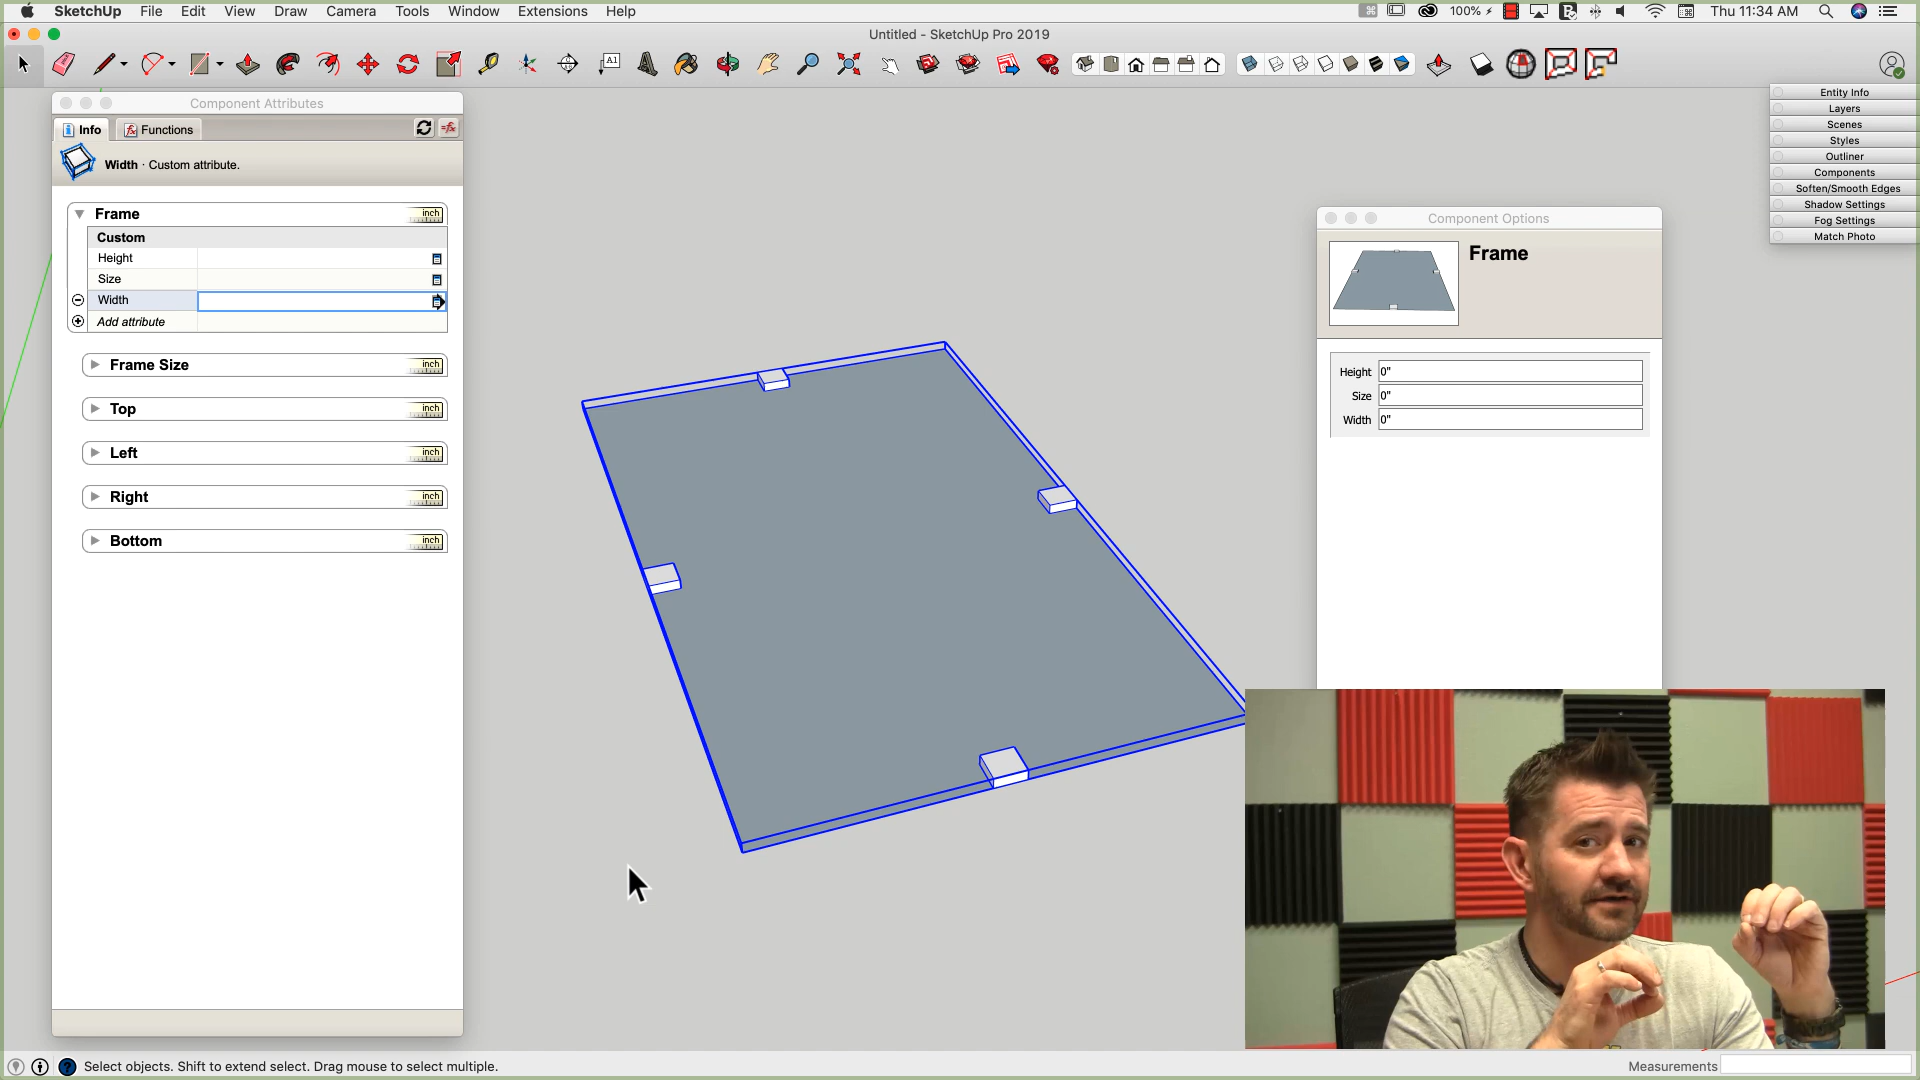 SketchUp File Edit View Draw Camera Tools Window Extensions Help 100% Thu 11:34 AM
Untitled - SketchUp Pro 2019
A1
Component Attributes
Info Functions
Width · Custom attribute.
Frame inch
Custom
Height
Size
Width
Add attribute
Frame Size inch
Top inch
Left inch
Right inch
Bottom inch
Entity Info
Layers
Scenes
Styles
Outliner
Components
Soften/Smooth Edges
Shadow Settings
Fog Settings
Match Photo
Component Options
Frame
Height 0"
Size 0"
Width 0"
Select objects. Shift to extend select. Drag mouse to select multiple.
Measurements